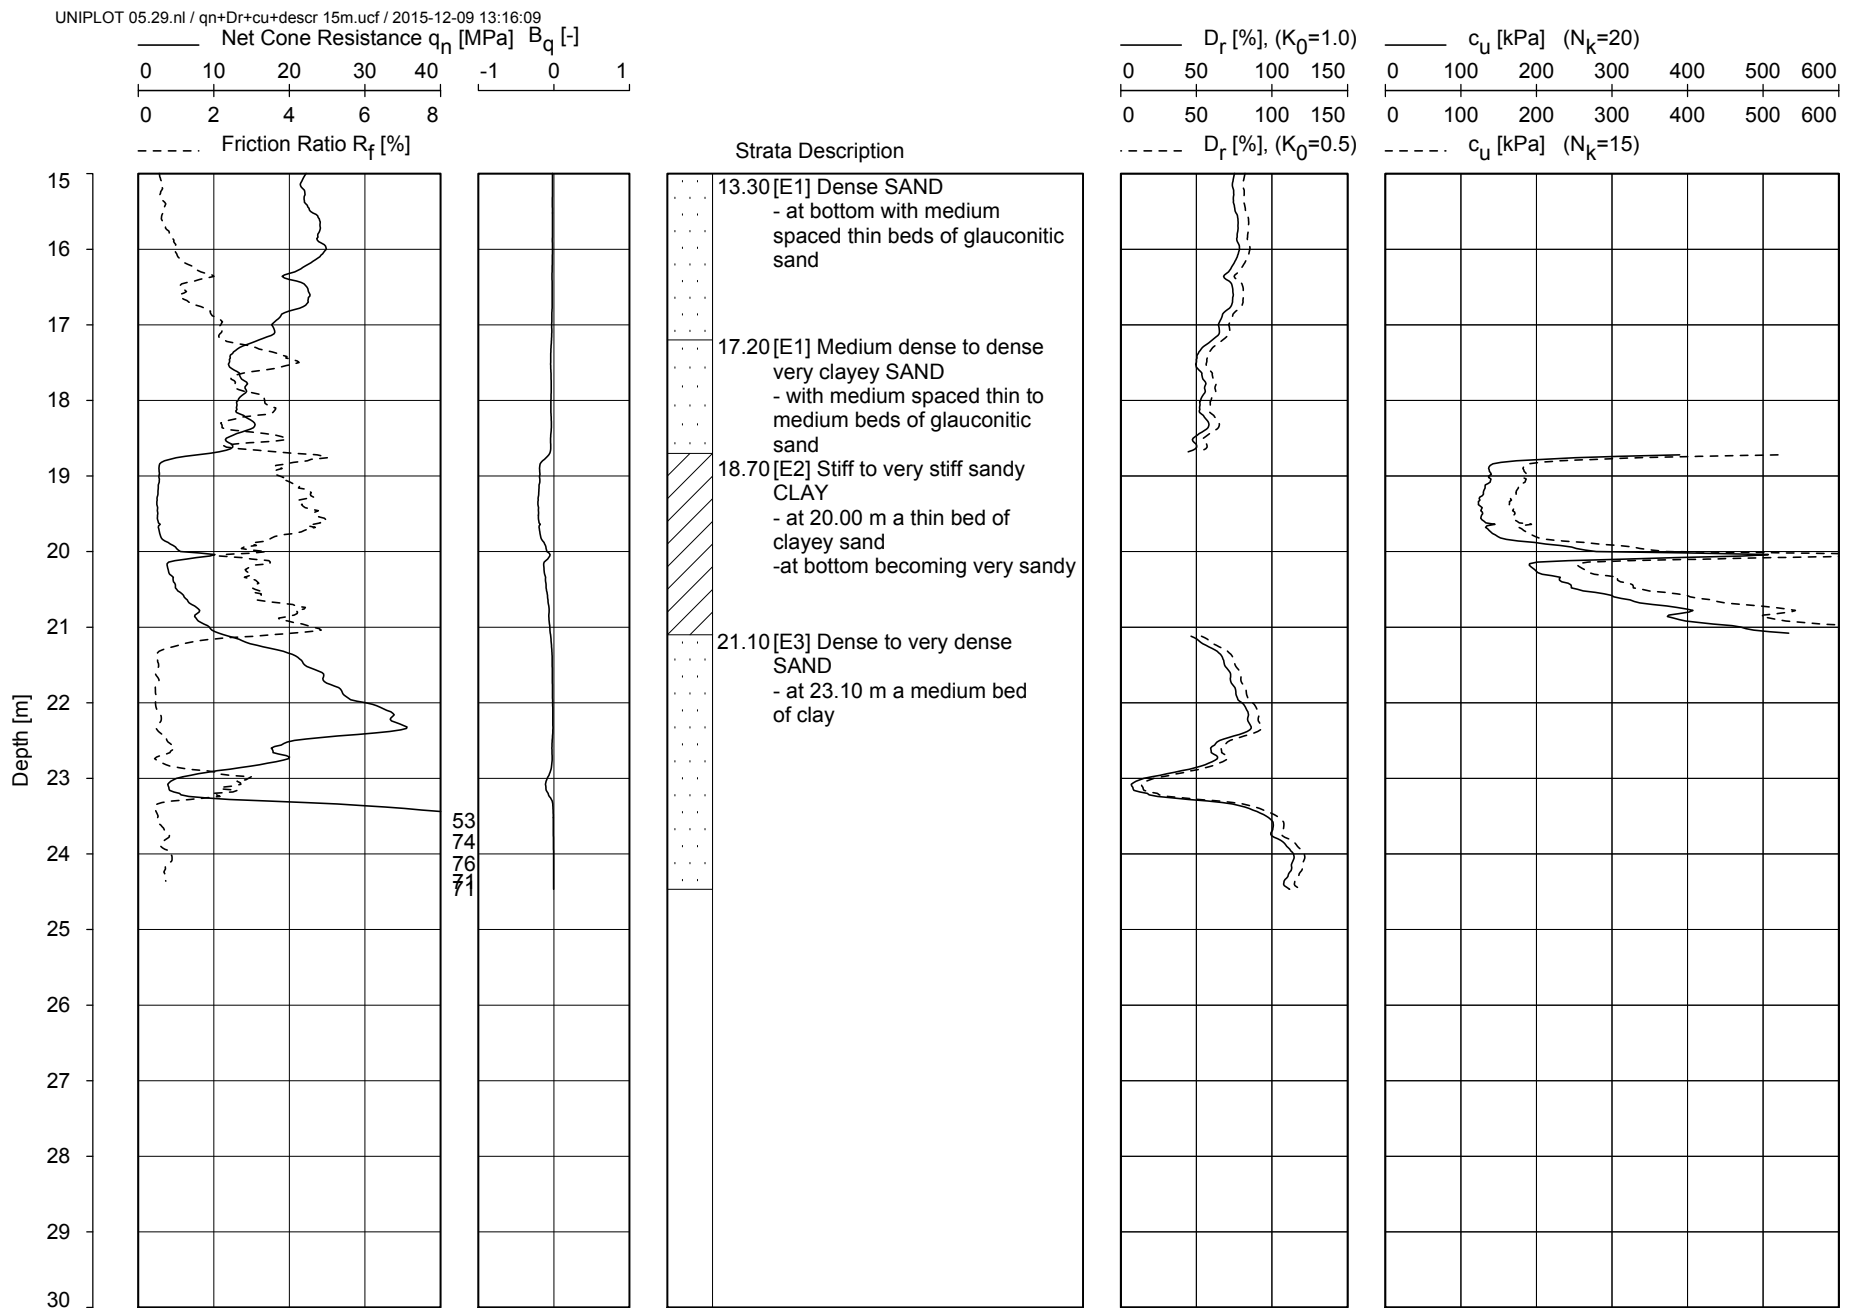 UNIPLOT 05.29.nl / qn+Dr+cu+descr 15m.ucf / 2015-12-09 13:16:09
Net Cone Resistance qn [MPa] Bq [-]
Dr [%], (K0=1.0)
cu [kPa] (Nk=20)
0 10 20 30 40
-1 0 1
0 50 100 150
0 100 200 300 400 500 600
0 2 4 6 8
0 50 100 150
0 100 200 300 400 500 600
Friction Ratio Rf [%]
Strata Description
Dr [%], (K0=0.5)
cu [kPa] (Nk=15)
15
16
17
18
19
20
21
22
23
24
25
26
27
28
29
30
Depth [m]
53
74
76
71
71
13.30 [E1] Dense SAND
- at bottom with medium
spaced thin beds of glauconitic
sand
17.20 [E1] Medium dense to dense
very clayey SAND
- with medium spaced thin to
medium beds of glauconitic
sand
18.70 [E2] Stiff to very stiff sandy
CLAY
- at 20.00 m a thin bed of
clayey sand
-at bottom becoming very sandy
21.10 [E3] Dense to very dense
SAND
- at 23.10 m a medium bed
of clay